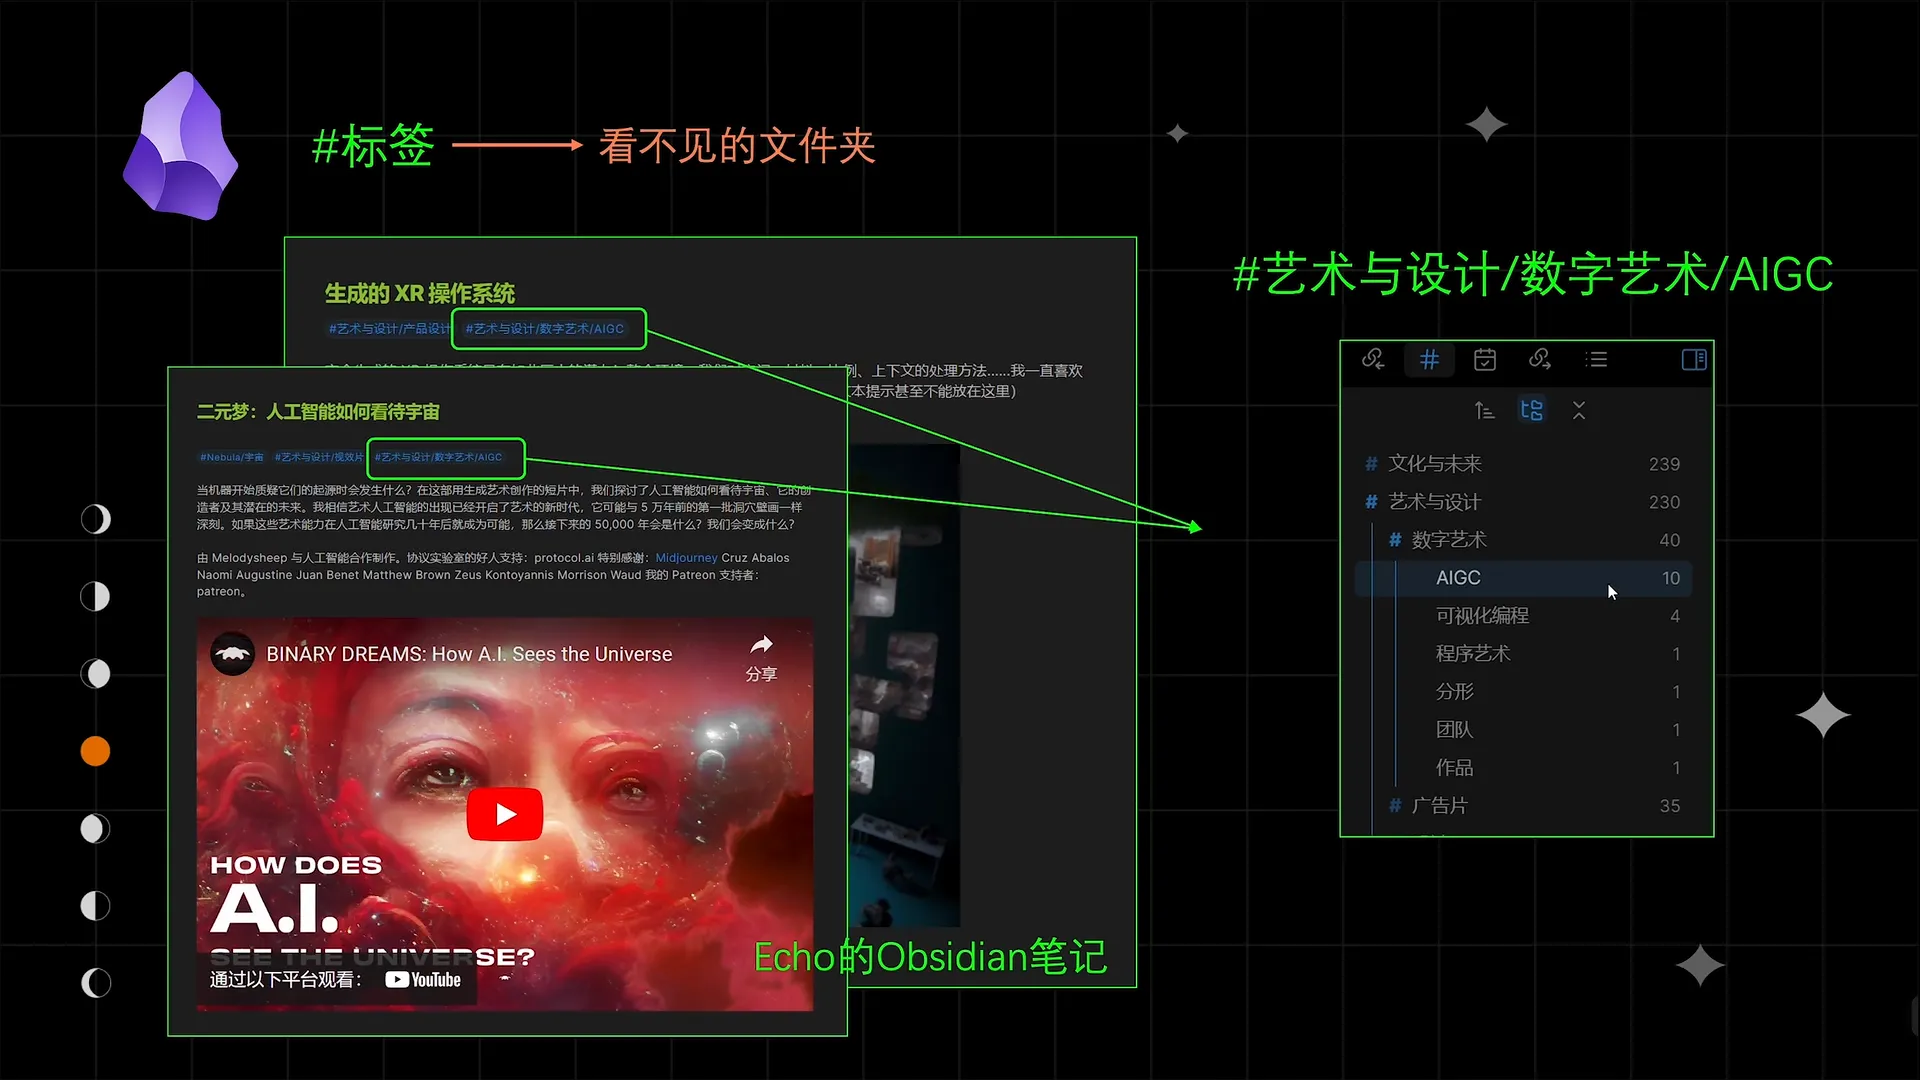 #标签
看不见的文件夹
#艺术与设计/数字艺术/AIGC
生成的 XR 操作系统
#艺术与设计/产品设计 #艺术与设计/数字艺术/AIGC
例、上下文的处理方法......我一直喜欢
本提示甚至不能放在这里）
二元梦：人工智能如何看待宇宙
#Nebula/宇宙 #艺术与设计/视效片 #艺术与设计/数字艺术/AIGC
当机器开始质疑它们的起源时会发生什么？在这部用生成艺术创作的短片中，我们探讨了人工智能如何看待宇宙、它的创
造者及其潜在的未来。我相信艺术人工智能的出现已经开启了艺术的新时代，它可能与 5 万年前的第一批洞穴壁画一样
深刻。如果这些艺术能力在人工智能研究几十年后就成为可能，那么接下来的 50,000 年会是什么？我们会变成什么？
由 Melodysheep 与人工智能合作制作。协议实验室的好人支持：protocol.ai 特别感谢：Midjourney Cruz Abalos
Naomi Augustine Juan Benet Matthew Brown Zeus Kontoyannis Morrison Waud 我的 Patreon 支持者：
patreon。
BINARY DREAMS: How A.I. Sees the Universe
分享
HOW DOES
A.I.
SEE THE UNIVERSE?
通过以下平台观看：
YouTube
Echo的Obsidian笔记
# 文化与未来 239
# 艺术与设计 230
# 数字艺术 40
AIGC 10
可视化编程 4
程序艺术 1
分形 1
团队 1
作品 1
# 广告片 35